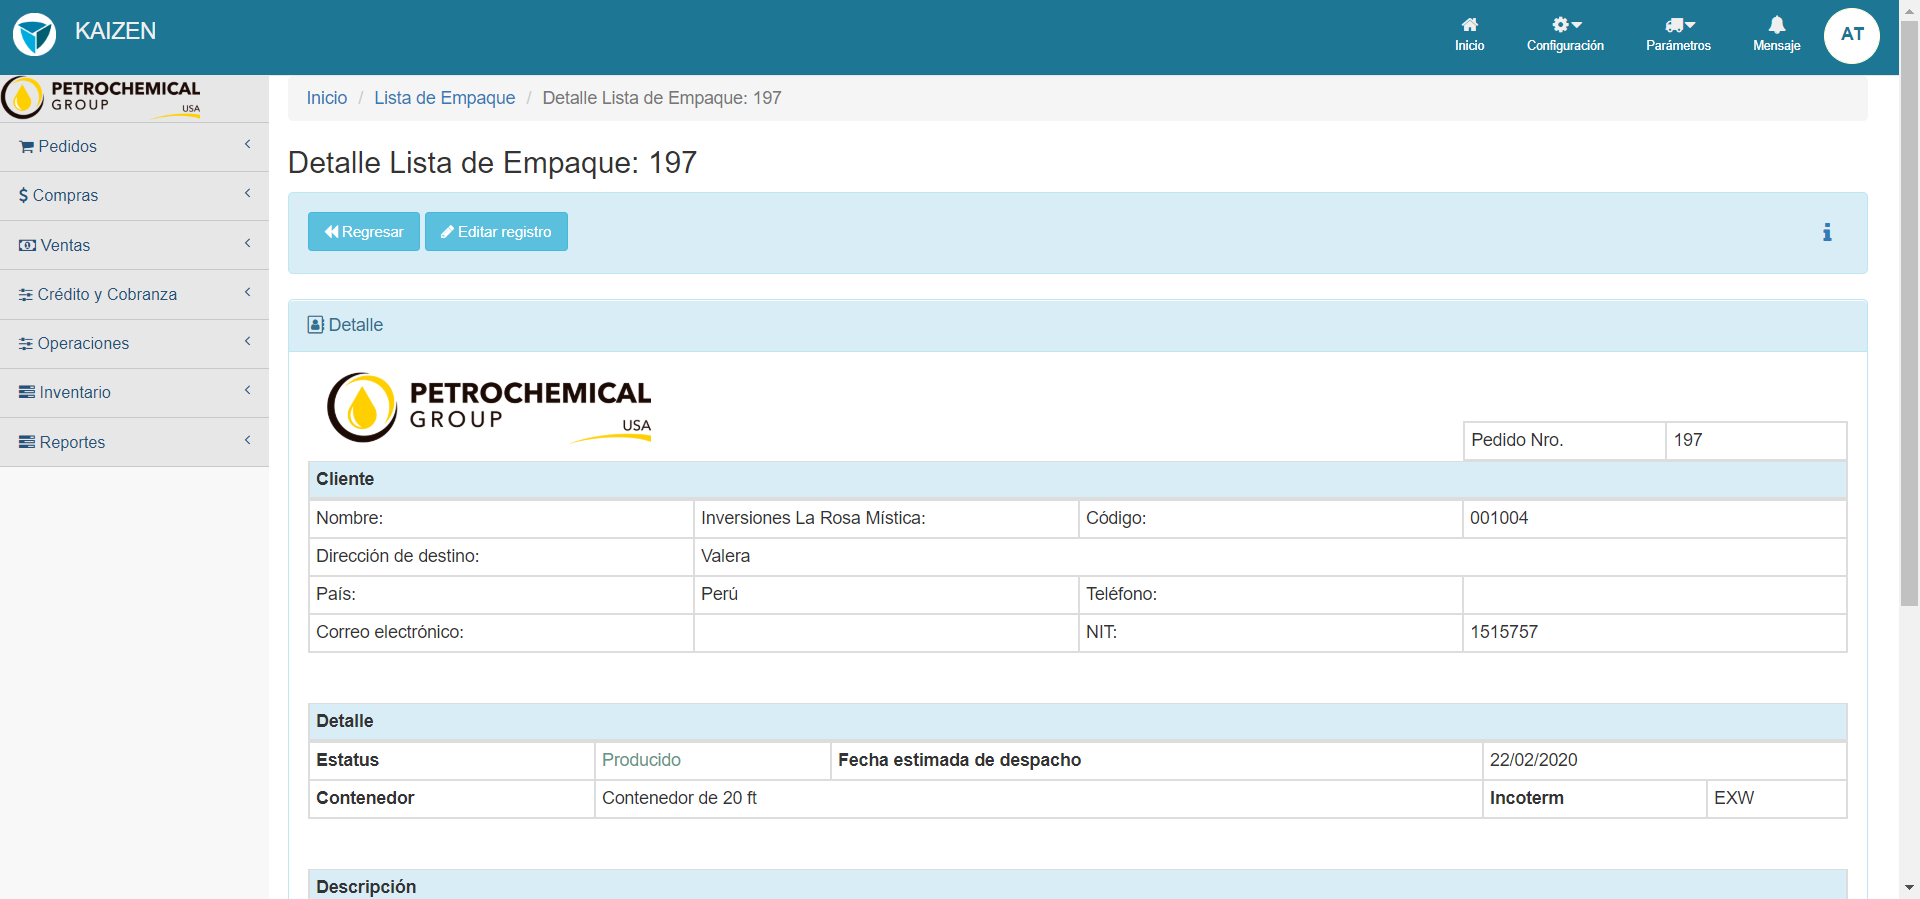 KAIZEN
Inicio
Configuración
Parámetros
Mensaje
AT
PETROCHEMICAL
GROUP
USA
Pedidos
$ Compras
Ventas
Crédito y Cobranza
Operaciones
Inventario
Reportes
Inicio / Lista de Empaque / Detalle Lista de Empaque: 197
Detalle Lista de Empaque: 197
Regresar
Editar registro
Detalle
PETROCHEMICAL
GROUP
USA
Pedido Nro. 197
Cliente
Nombre: Inversiones La Rosa Mística: Código: 001004
Dirección de destino: Valera
País: Perú Teléfono:
Correo electrónico: NIT: 1515757
Detalle
Estatus Producido Fecha estimada de despacho 22/02/2020
Contenedor Contenedor de 20 ft Incoterm EXW
Descripción